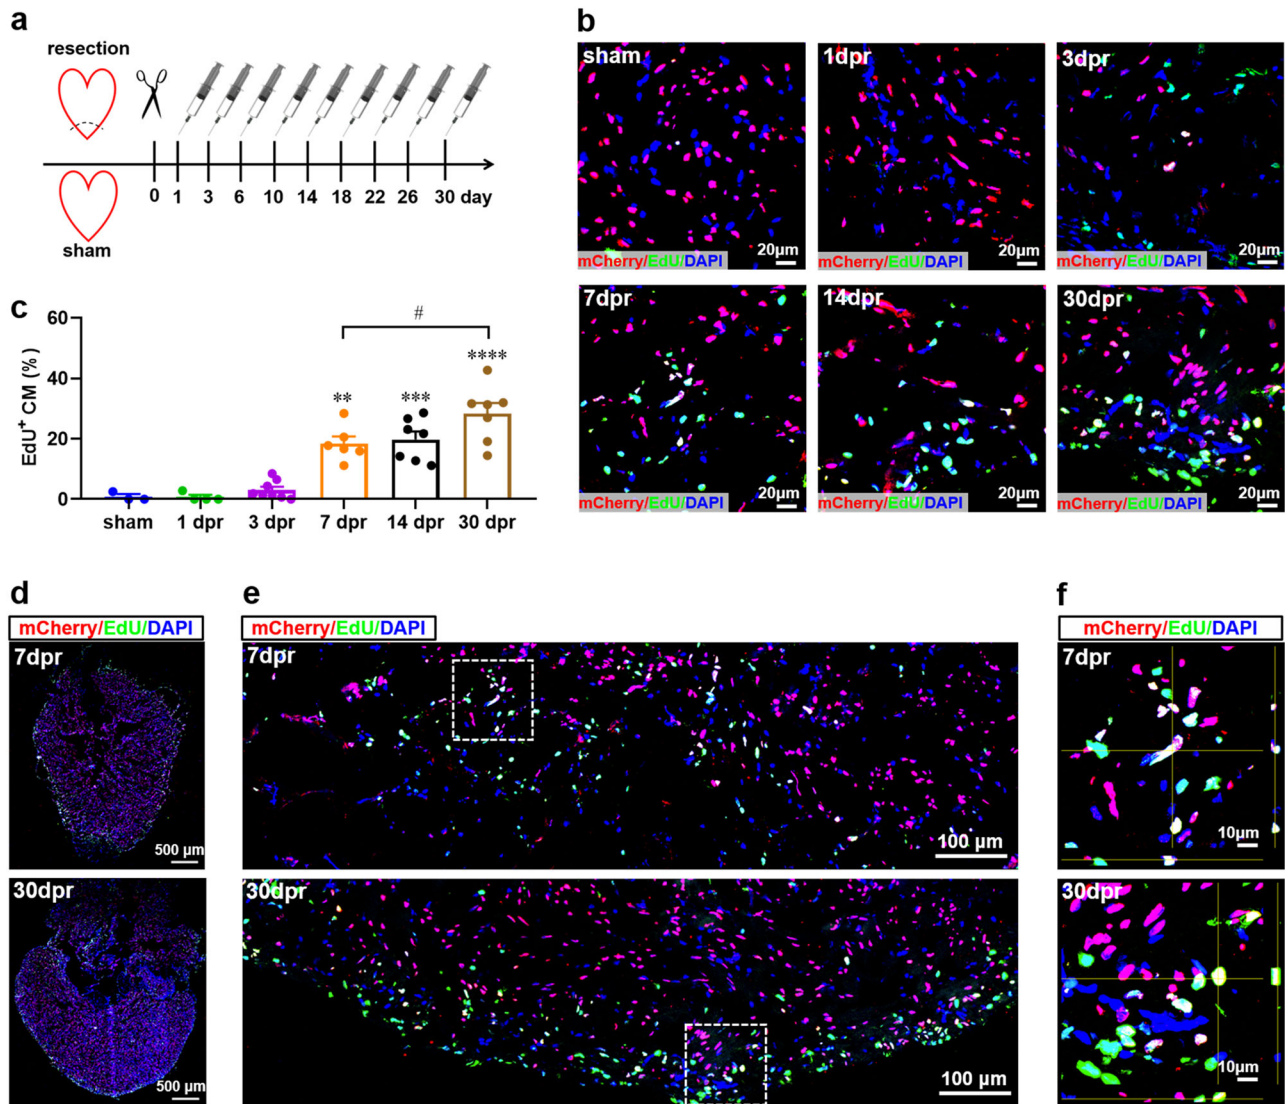 a
resection
0 1 3 6 10 14 18 22 26 30 day
sham
b
sham
mCherry/EdU/DAPI
20µm
1dpr
mCherry/EdU/DAPI
20µm
3dpr
mCherry/EdU/DAPI
20µm
7dpr
mCherry/EdU/DAPI
20µm
14dpr
mCherry/EdU/DAPI
20µm
30dpr
mCherry/EdU/DAPI
20µm
c
EdU+ CM (%)
60
40
20
0
#
**
***
****
sham 1 dpr 3 dpr 7 dpr 14 dpr 30 dpr
d
mCherry/EdU/DAPI
7dpr
500 µm
30dpr
500 µm
e
mCherry/EdU/DAPI
7dpr
100 µm
30dpr
100 µm
f
mCherry/EdU/DAPI
7dpr
10µm
30dpr
10µm